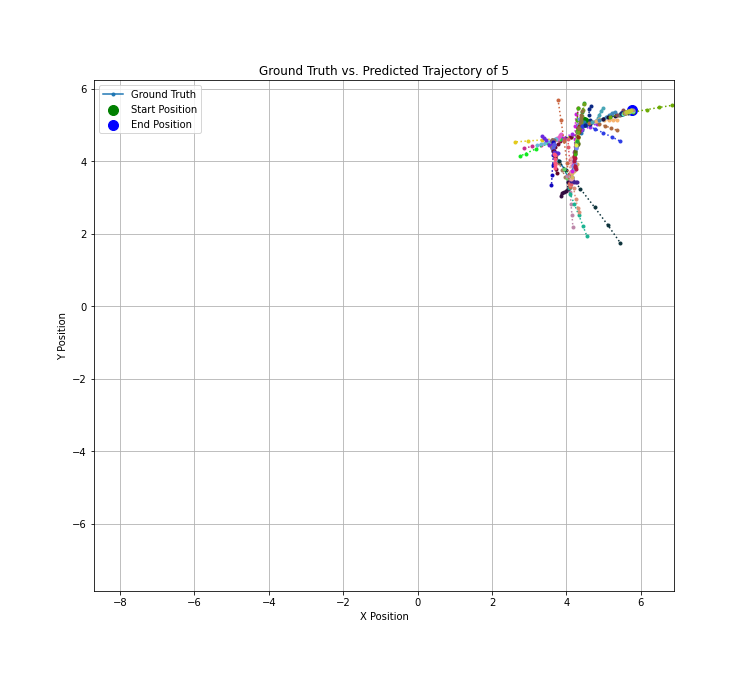 Ground Truth vs. Predicted Trajectory of 5
Ground Truth
Start Position
End Position
Y Position
6
4
2
0
−2
−4
−6
−8 −6 −4 −2 0 2 4 6
X Position